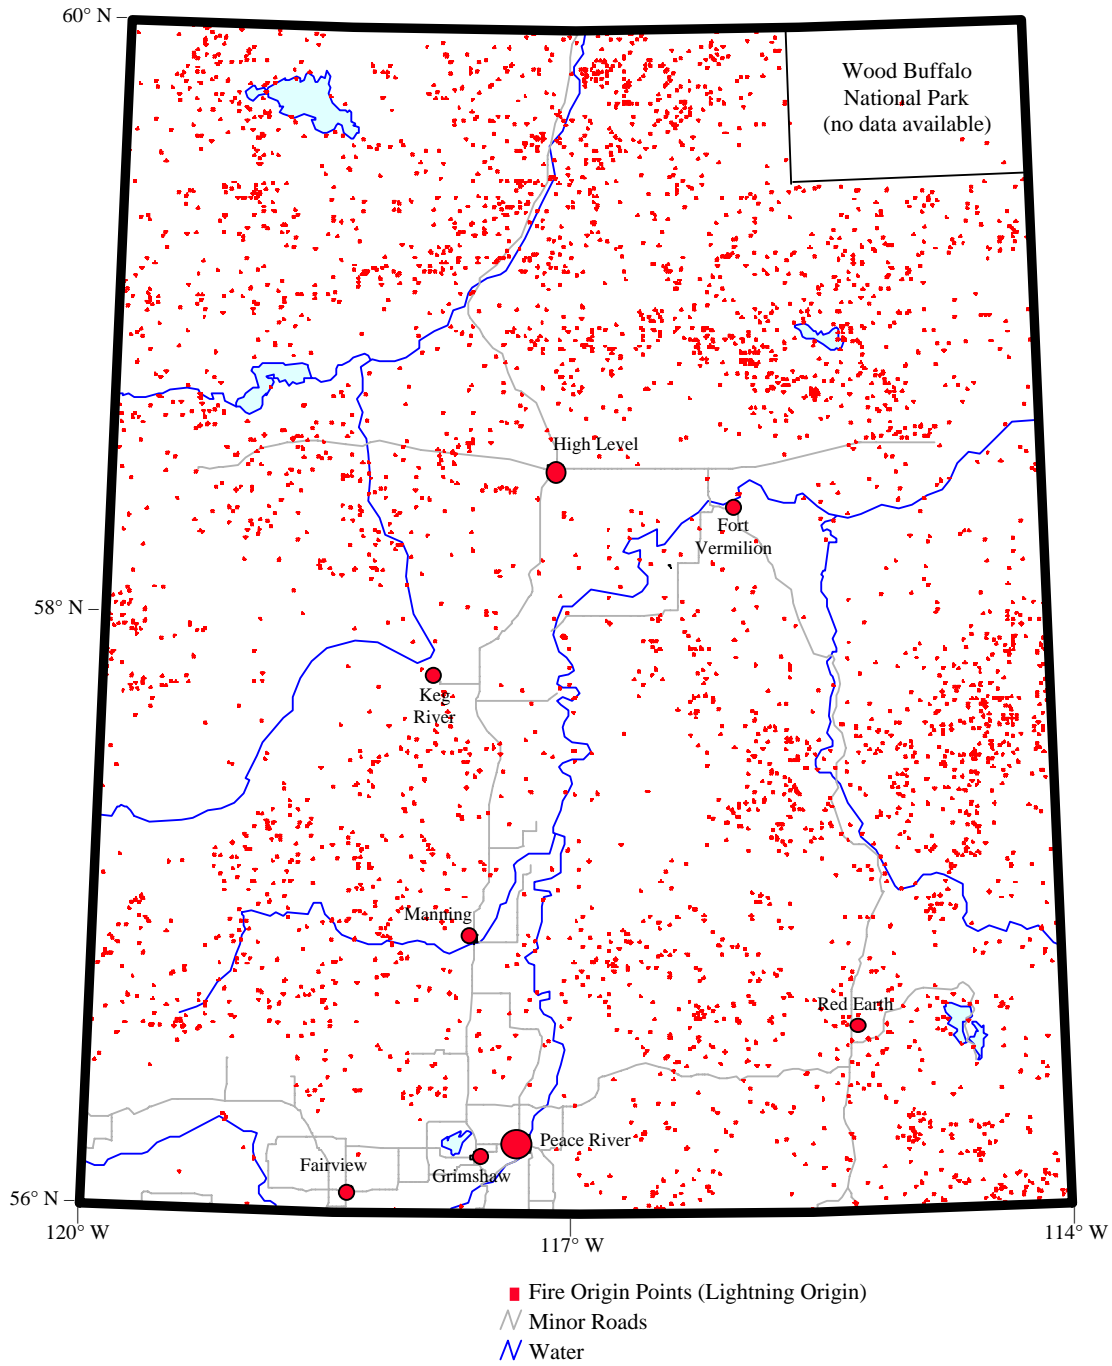 60° N
Wood Buffalo
National Park
(no data available)
High Level
Fort
Vermilion
58° N
Keg
River
Manning
Red Earth
Peace River
Fairview
Grimshaw
56° N
120° W
117° W
114° W
Fire Origin Points (Lightning Origin)
Minor Roads
Water